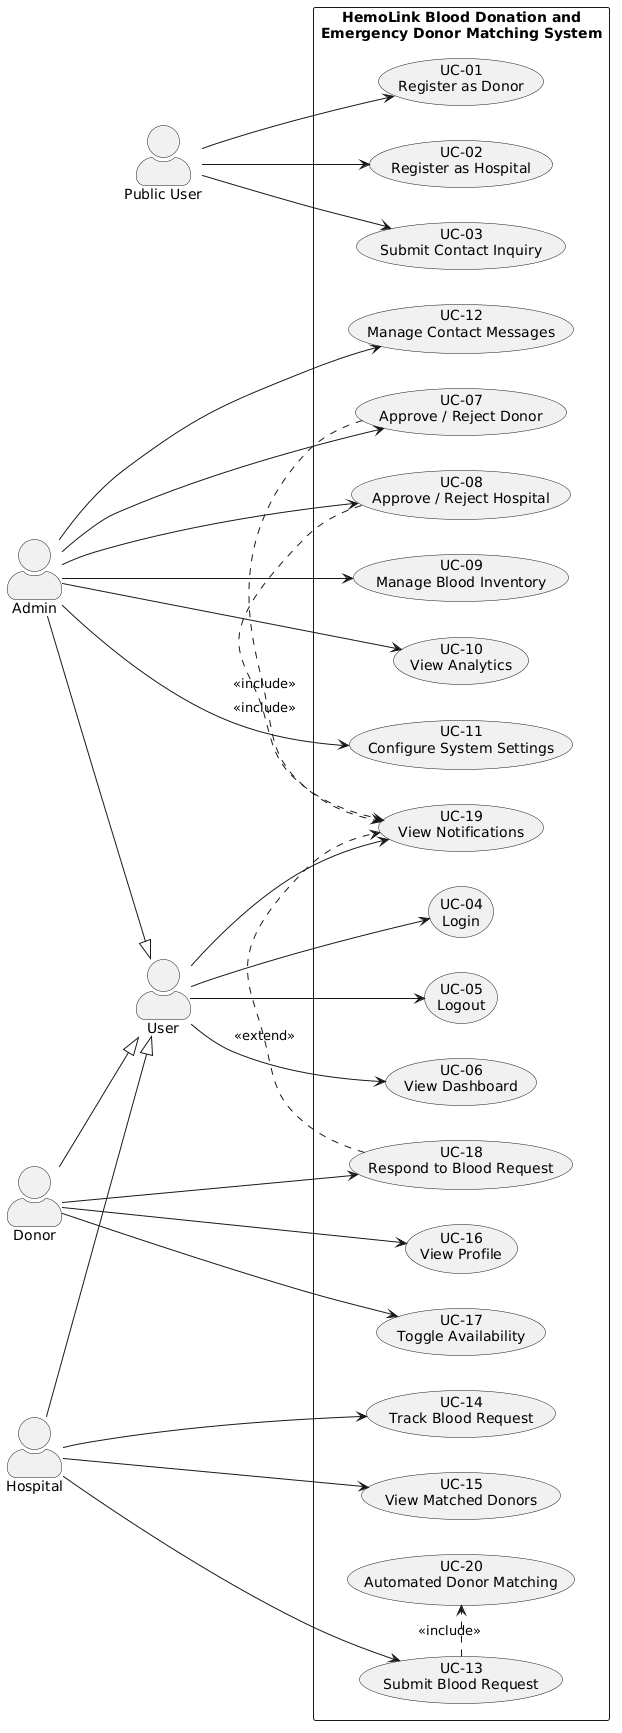 HemoLink Blood Donation and
Emergency Donor Matching System
UC-01
Register as Donor
UC-02
Register as Hospital
Public User
UC-03
Submit Contact Inquiry
UC-12
Manage Contact Messages
UC-07
Approve / Reject Donor
UC-08
Approve / Reject Hospital
UC-09
Manage Blood Inventory
Admin
UC-10
View Analytics
«include»
«include»
UC-11
Configure System Settings
UC-19
View Notifications
UC-04
Login
UC-05
Logout
User
«extend»
UC-06
View Dashboard
UC-18
Respond to Blood Request
Donor
UC-16
View Profile
UC-17
Toggle Availability
UC-14
Track Blood Request
Hospital
UC-15
View Matched Donors
UC-20
Automated Donor Matching
«include»
UC-13
Submit Blood Request